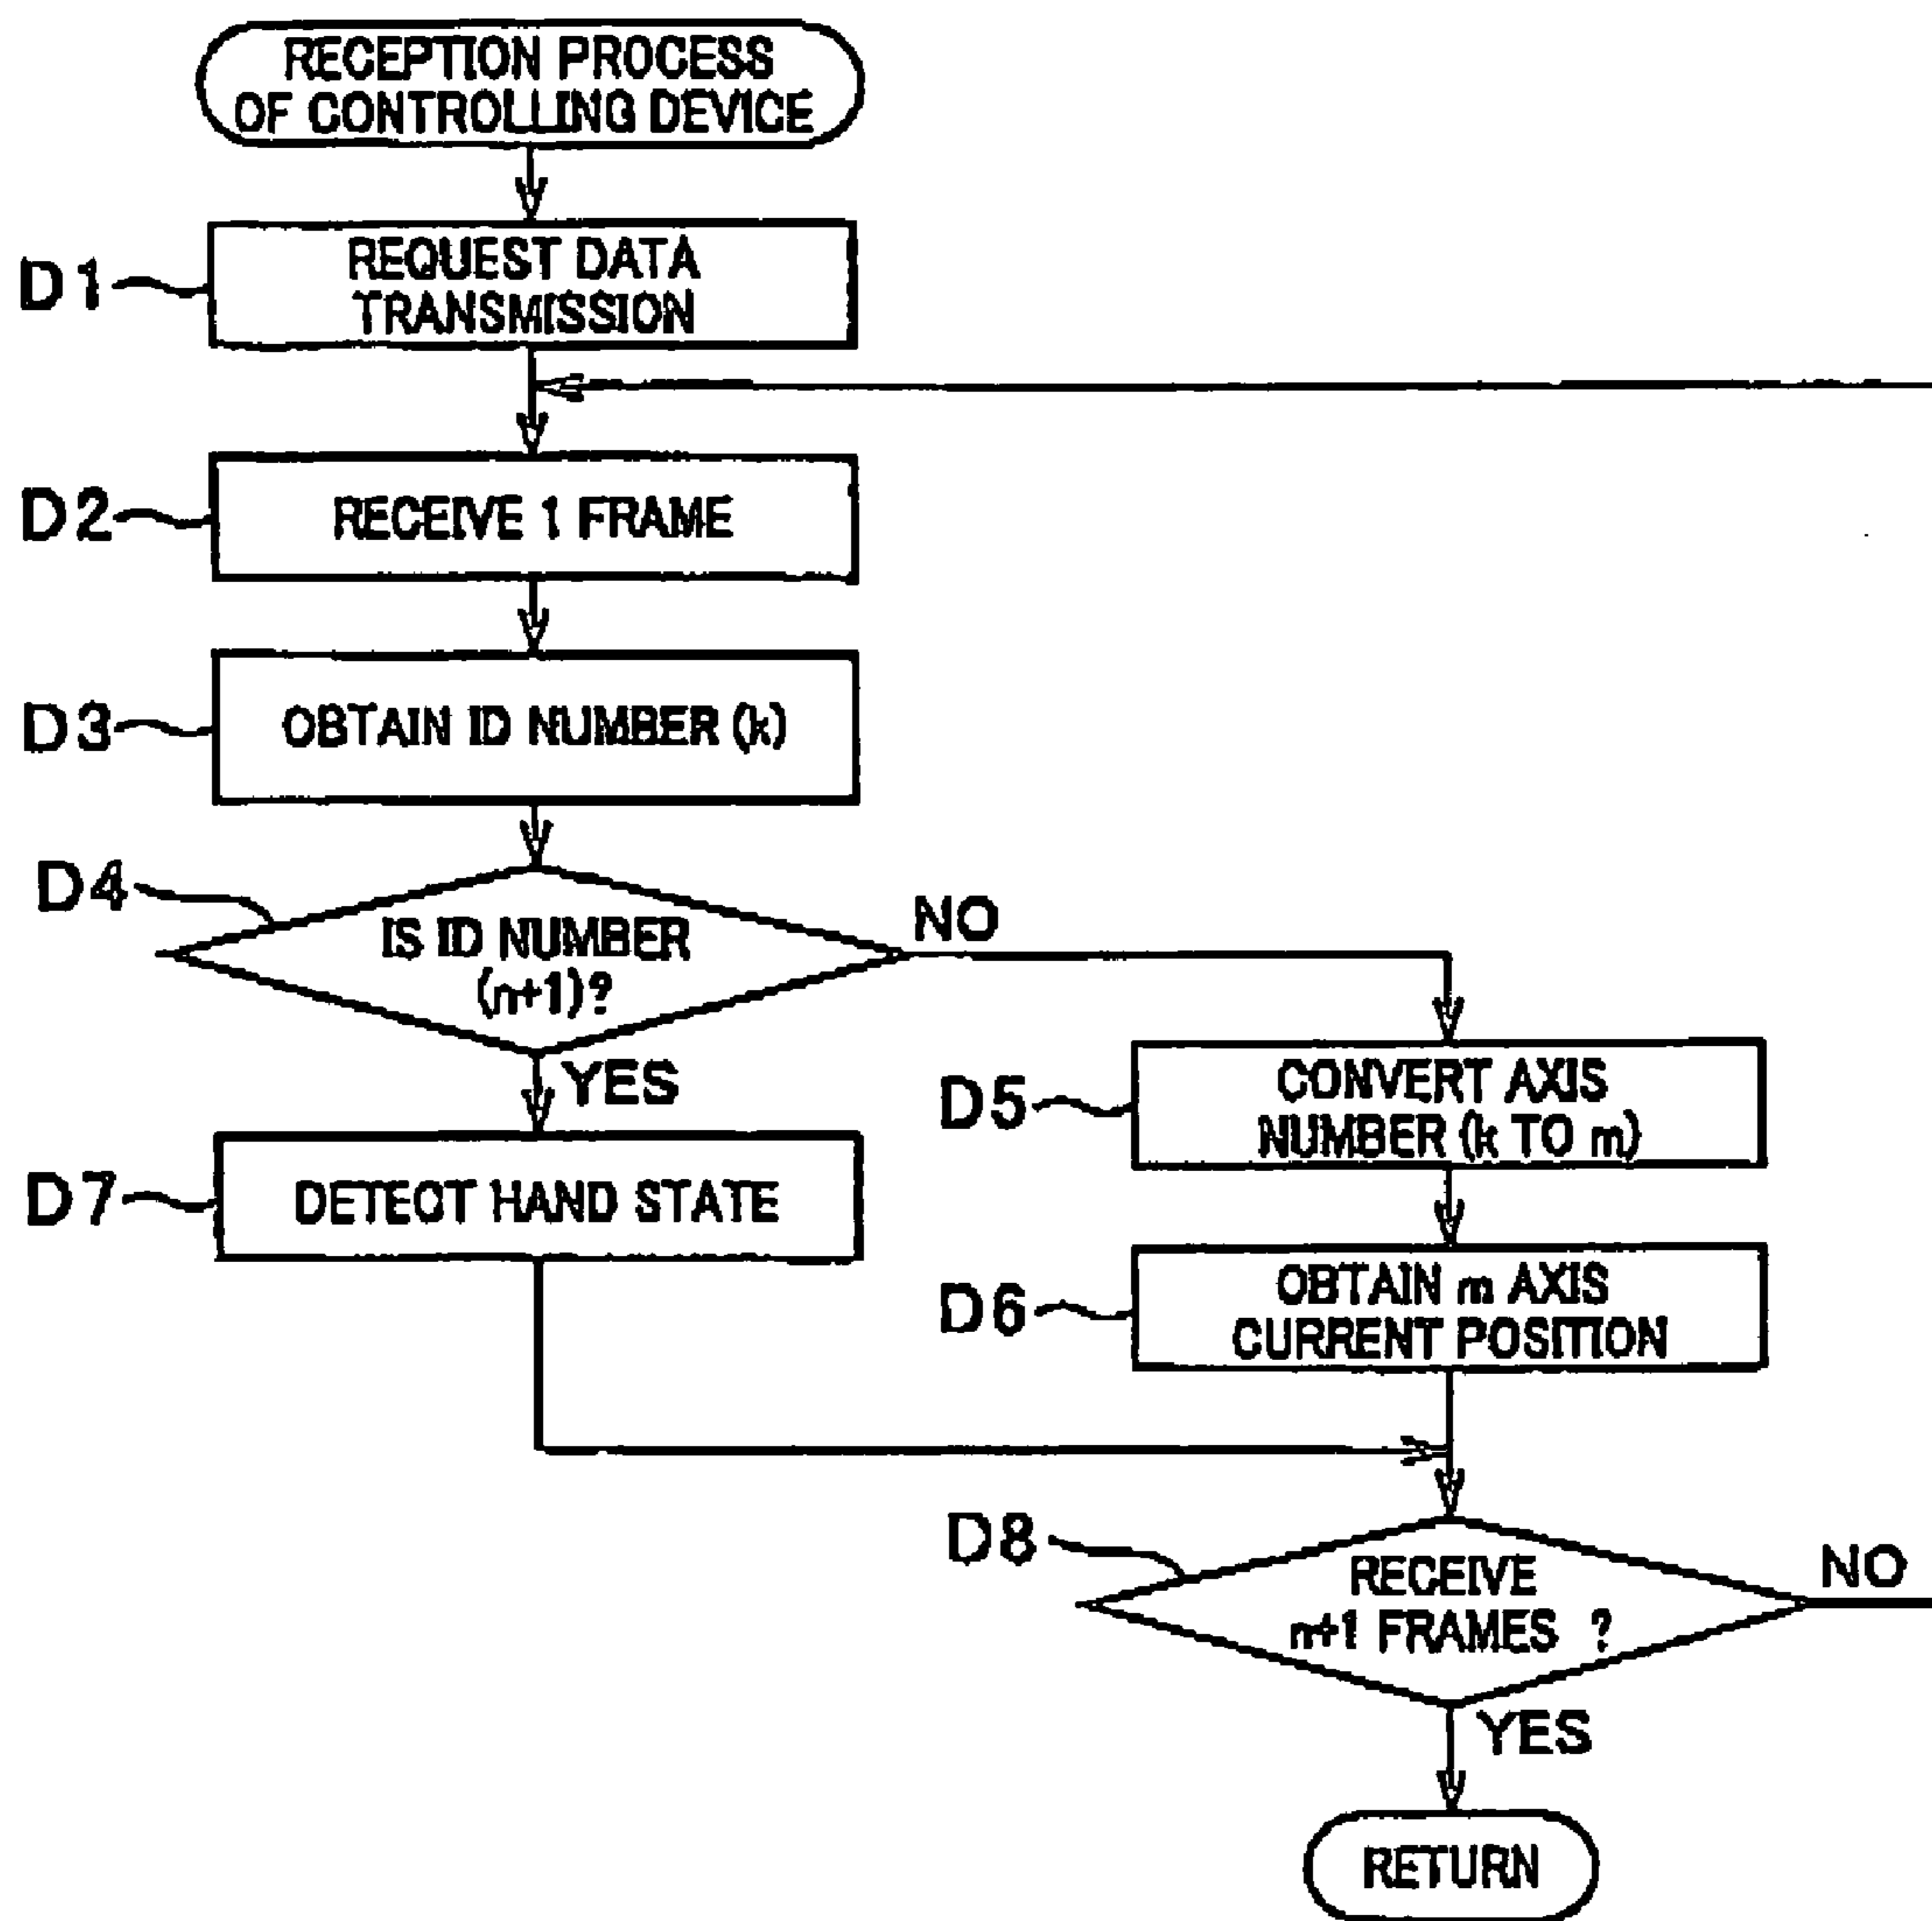 RECEPTION PROCESS
OF CONTROLLING DEVICE
D1
REQUEST DATA
TRANSMISSION
D2
RECEIVE 1 FRAME
D3
OBTAIN ID NUMBER (k)
D4
IS ID NUMBER
(n+1)?
NO
YES
D5
CONVERT AXIS
NUMBER (k TO m)
D7
DETECT HAND STATE
D6
OBTAIN m AXIS
CURRENT POSITION
D8
RECEIVE
n+1 FRAMES ?
NO
YES
RETURN